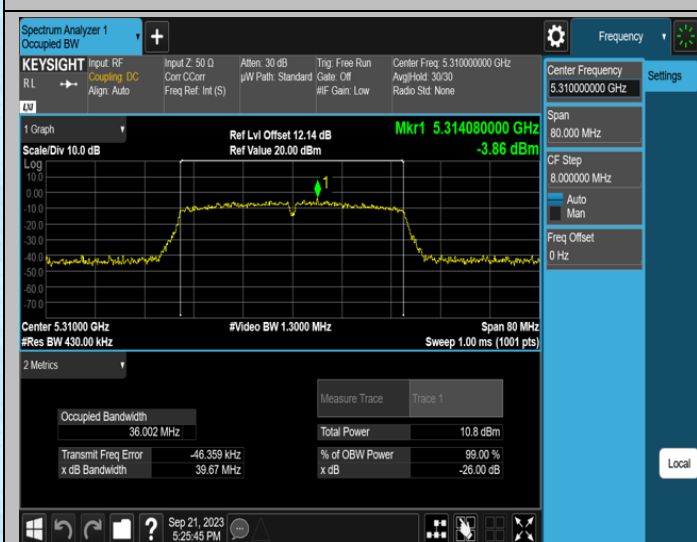 Spectrum Analyzer 1
Occupied BW
Frequency
KEYSIGHT
RL
Input: RF
Coupling: DC
Align: Auto
Input Z: 50 Ω
Corr CCorr
Freq Ref: Int (S)
Atten: 30 dB
µW Path: Standard
Trig: Free Run
Gate: Off
#IF Gain: Low
Center Freq: 5.310000000 GHz
Avg|Hold: 30/30
Radio Std: None
LXI
Center Frequency
5.310000000 GHz
Settings
Span
80.000 MHz
CF Step
8.000000 MHz
Auto
Man
Freq Offset
0 Hz
1 Graph
Scale/Div 10.0 dB
Ref Lvl Offset 12.14 dB
Ref Value 20.00 dBm
Mkr1 5.314080000 GHz
-3.86 dBm
Log
10.0
0.00
-10.0
-20.0
-30.0
-40.0
-50.0
-60.0
-70.0
1
Center 5.31000 GHz
#Res BW 430.00 kHz
#Video BW 1.3000 MHz
Span 80 MHz
Sweep 1.00 ms (1001 pts)
2 Metrics
Measure Trace
Trace 1
Occupied Bandwidth
36.002 MHz
Total Power
10.8 dBm
Transmit Freq Error
-46.359 kHz
% of OBW Power
99.00 %
x dB Bandwidth
39.67 MHz
x dB
-26.00 dB
Local
?
Sep 21, 2023
5:25:45 PM